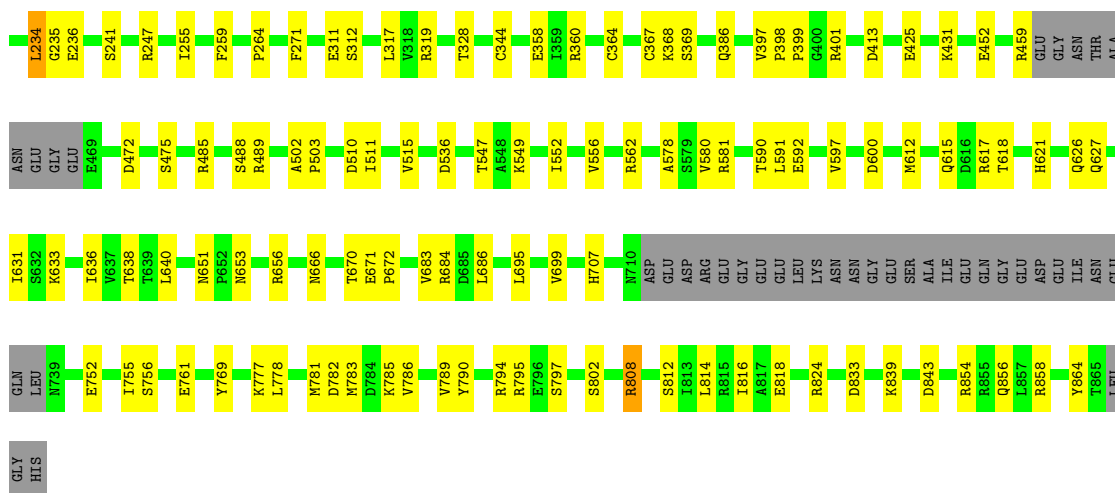 L234 G235 E236 S241 R247 I255 F259 P264 F271 E311 S312 L317 V318 R319 T328 C344 E358 I359 R360 C364 C367 K368 S369 Q386 V397 P398 P399 G400 R401 D413 E425 K431 E452 R459 GLU GLY ASN THR ALA
ASN GLU GLY GLU E469 D472 S475 R485 S488 R489 A502 P503 D510 I511 V515 D536 T547 A548 K549 I552 V556 R562 A578 S579 V580 R581 T590 L591 E592 V597 D600 M612 Q615 D616 R617 T618 H621 Q626 Q627
I631 S632 K633 I636 V637 T638 T639 L640 N651 P652 N653 R656 N666 T670 E671 P672 V683 R684 D685 L686 L695 V699 H707 N710 ASP GLU ASP ARG GLU GLY GLU GLU LEU LYS ASN ASN GLY GLU SER ALA ILE GLU GLN GLY GLU ASP GLU ILE ASN
GLN LEU N739 E752 I755 S756 E761 Y769 K777 L778 M781 D782 M783 D784 K785 V786 V789 Y790 R794 R795 E796 S797 S802 R808 S812 I813 L814 R815 I816 A817 E818 R824 D833 K839 D843 R854 R855 Q856 L857 R858 Y864 T865 LEU
GLY HIS